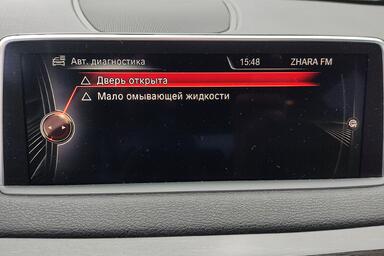 Авт. диагностика 15:48 ZHARA FM
Дверь открыта
Мало омывающей жидкости